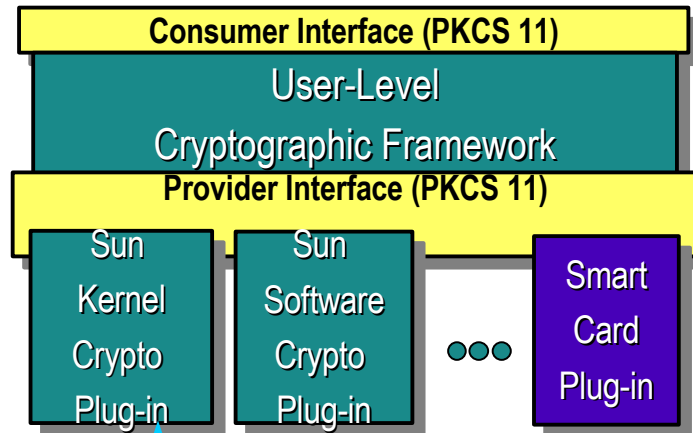 Consumer Interface (PKCS 11)
User-Level
Cryptographic Framework
Provider Interface (PKCS 11)
Sun
Kernel
Crypto
Plug-in
Sun
Software
Crypto
Plug-in
Smart
Card
Plug-in